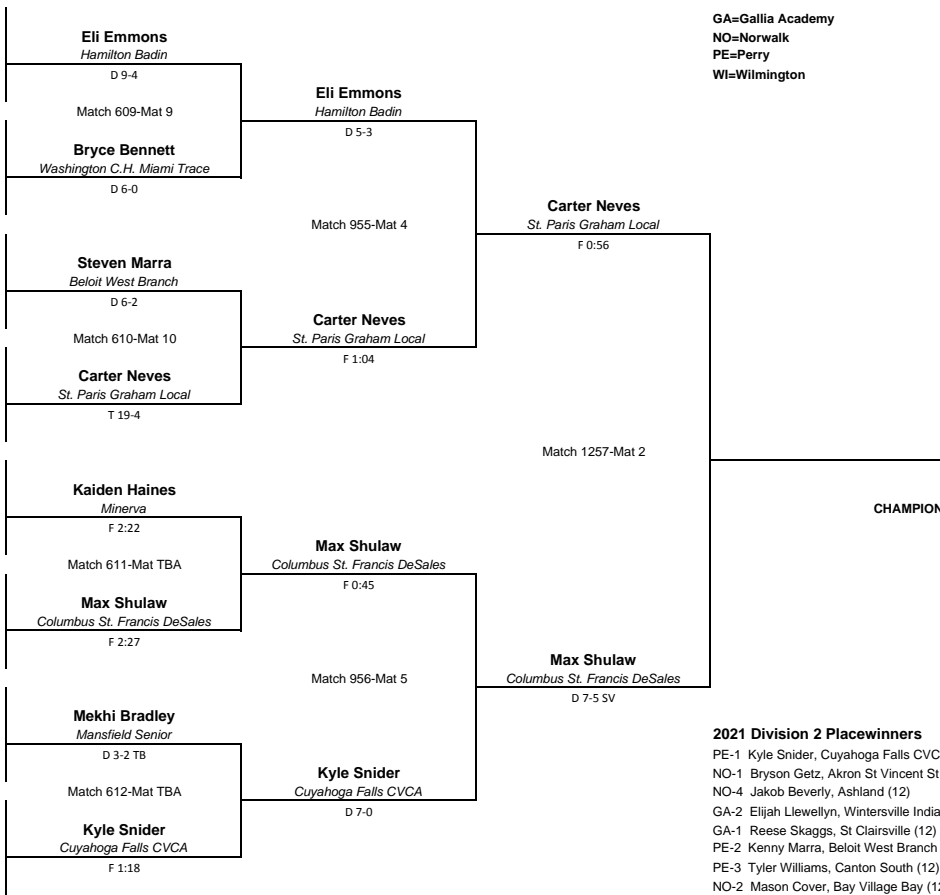 GA=Gallia Academy
NO=Norwalk
PE=Perry
WI=Wilmington
Eli Emmons
Hamilton Badin
D 9-4
Match 609-Mat 9
Bryce Bennett
Washington C.H. Miami Trace
D 6-0
Steven Marra
Beloit West Branch
D 6-2
Match 610-Mat 10
Carter Neves
St. Paris Graham Local
T 19-4
Kaiden Haines
Minerva
F 2:22
Match 611-Mat TBA
Max Shulaw
Columbus St. Francis DeSales
F 2:27
Mekhi Bradley
Mansfield Senior
D 3-2 TB
Match 612-Mat TBA
Kyle Snider
Cuyahoga Falls CVCA
F 1:18
Eli Emmons
Hamilton Badin
D 5-3
Match 955-Mat 4
Carter Neves
St. Paris Graham Local
F 1:04
Max Shulaw
Columbus St. Francis DeSales
F 0:45
Match 956-Mat 5
Kyle Snider
Cuyahoga Falls CVCA
D 7-0
Carter Neves
St. Paris Graham Local
F 0:56
Match 1257-Mat 2
Max Shulaw
Columbus St. Francis DeSales
D 7-5 SV
CHAMPION
2021 Division 2 Placewinners
PE-1 Kyle Snider, Cuyahoga Falls CVC
NO-1 Bryson Getz, Akron St Vincent St
NO-4 Jakob Beverly, Ashland (12)
GA-2 Elijah Llewellyn, Wintersville India
GA-1 Reese Skaggs, St Clairsville (12)
PE-2 Kenny Marra, Beloit West Branch
PE-3 Tyler Williams, Canton South (12)
NO-2 Mason Cover, Bay Village Bay (12